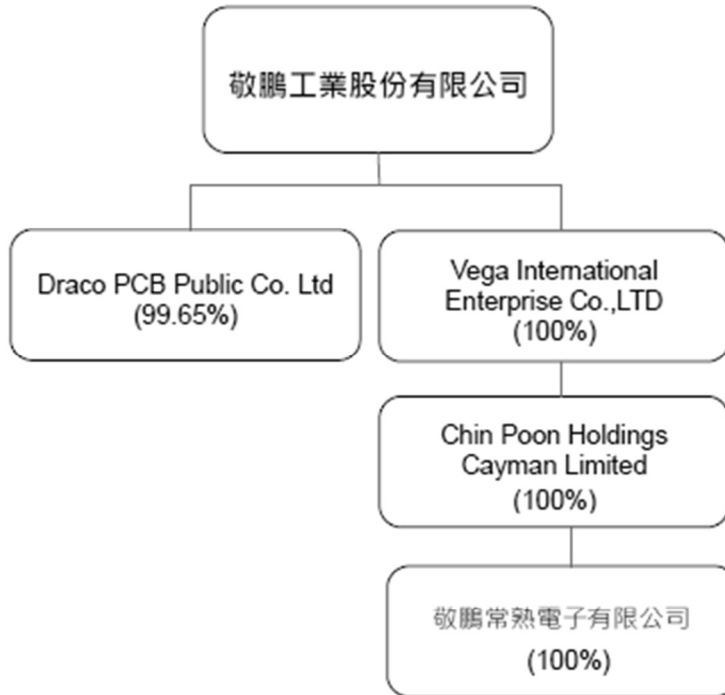 敬鵬工業股份有限公司
Draco PCB Public Co. Ltd
(99.65%)
Vega International
Enterprise Co.,LTD
(100%)
Chin Poon Holdings
Cayman Limited
(100%)
敬鵬常熟電子有限公司
(100%)